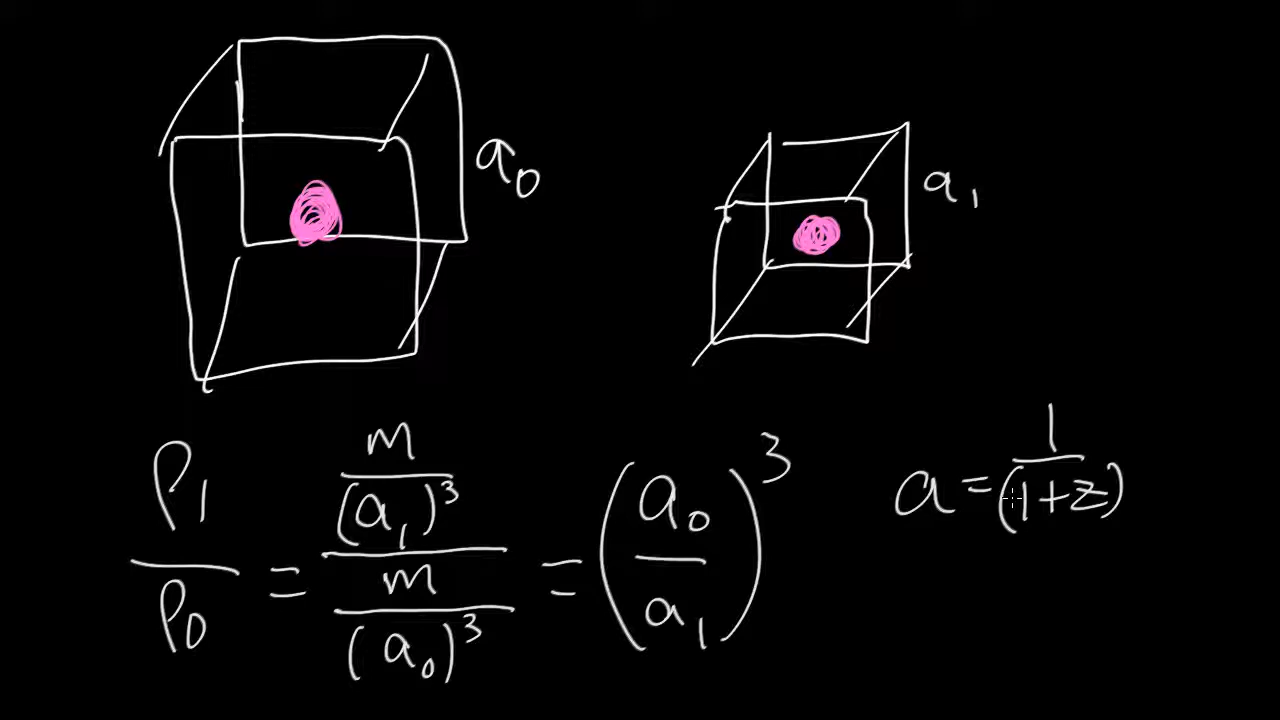 a₀
a₁
ρ₁/ρ₀ = (m/(a₁)³)/(m/(a₀)³) = (a₀/a₁)³
a = 1/(1+z)